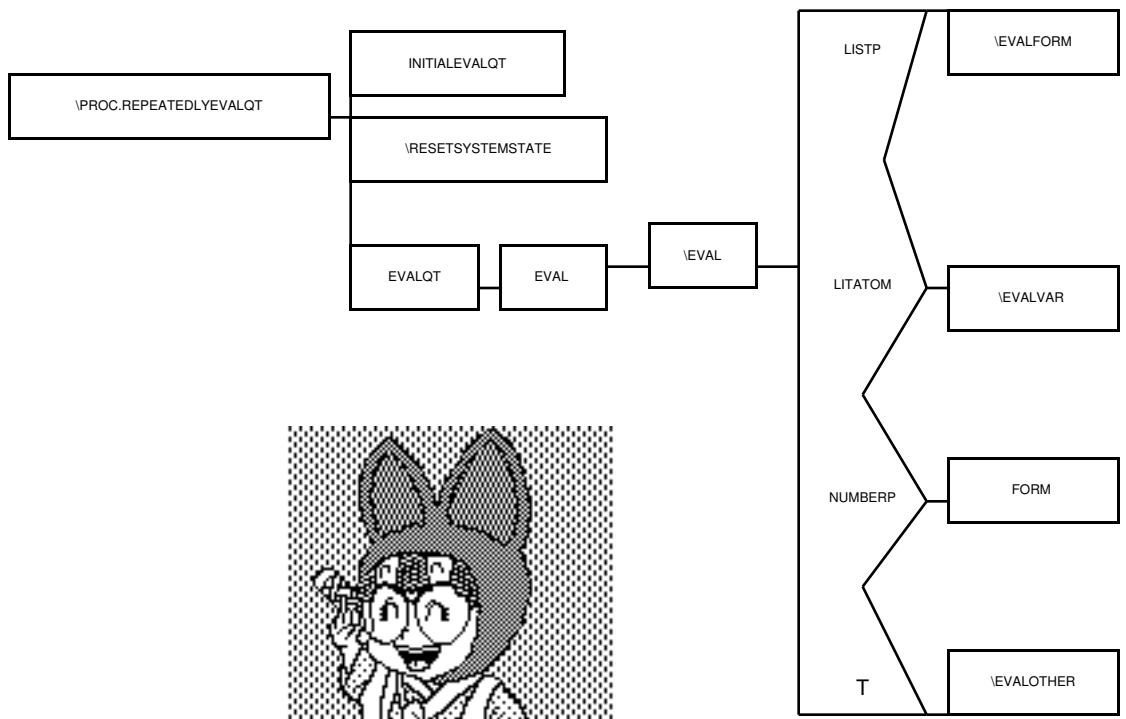 \PROC.REPEATEDLYEVALQT
INITIALEVALQT
\RESETSYSTEMSTATE
EVALQT
EVAL
\EVAL
LISTP
\EVALFORM
LITATOM
\EVALVAR
NUMBERP
FORM
T
\EVALOTHER